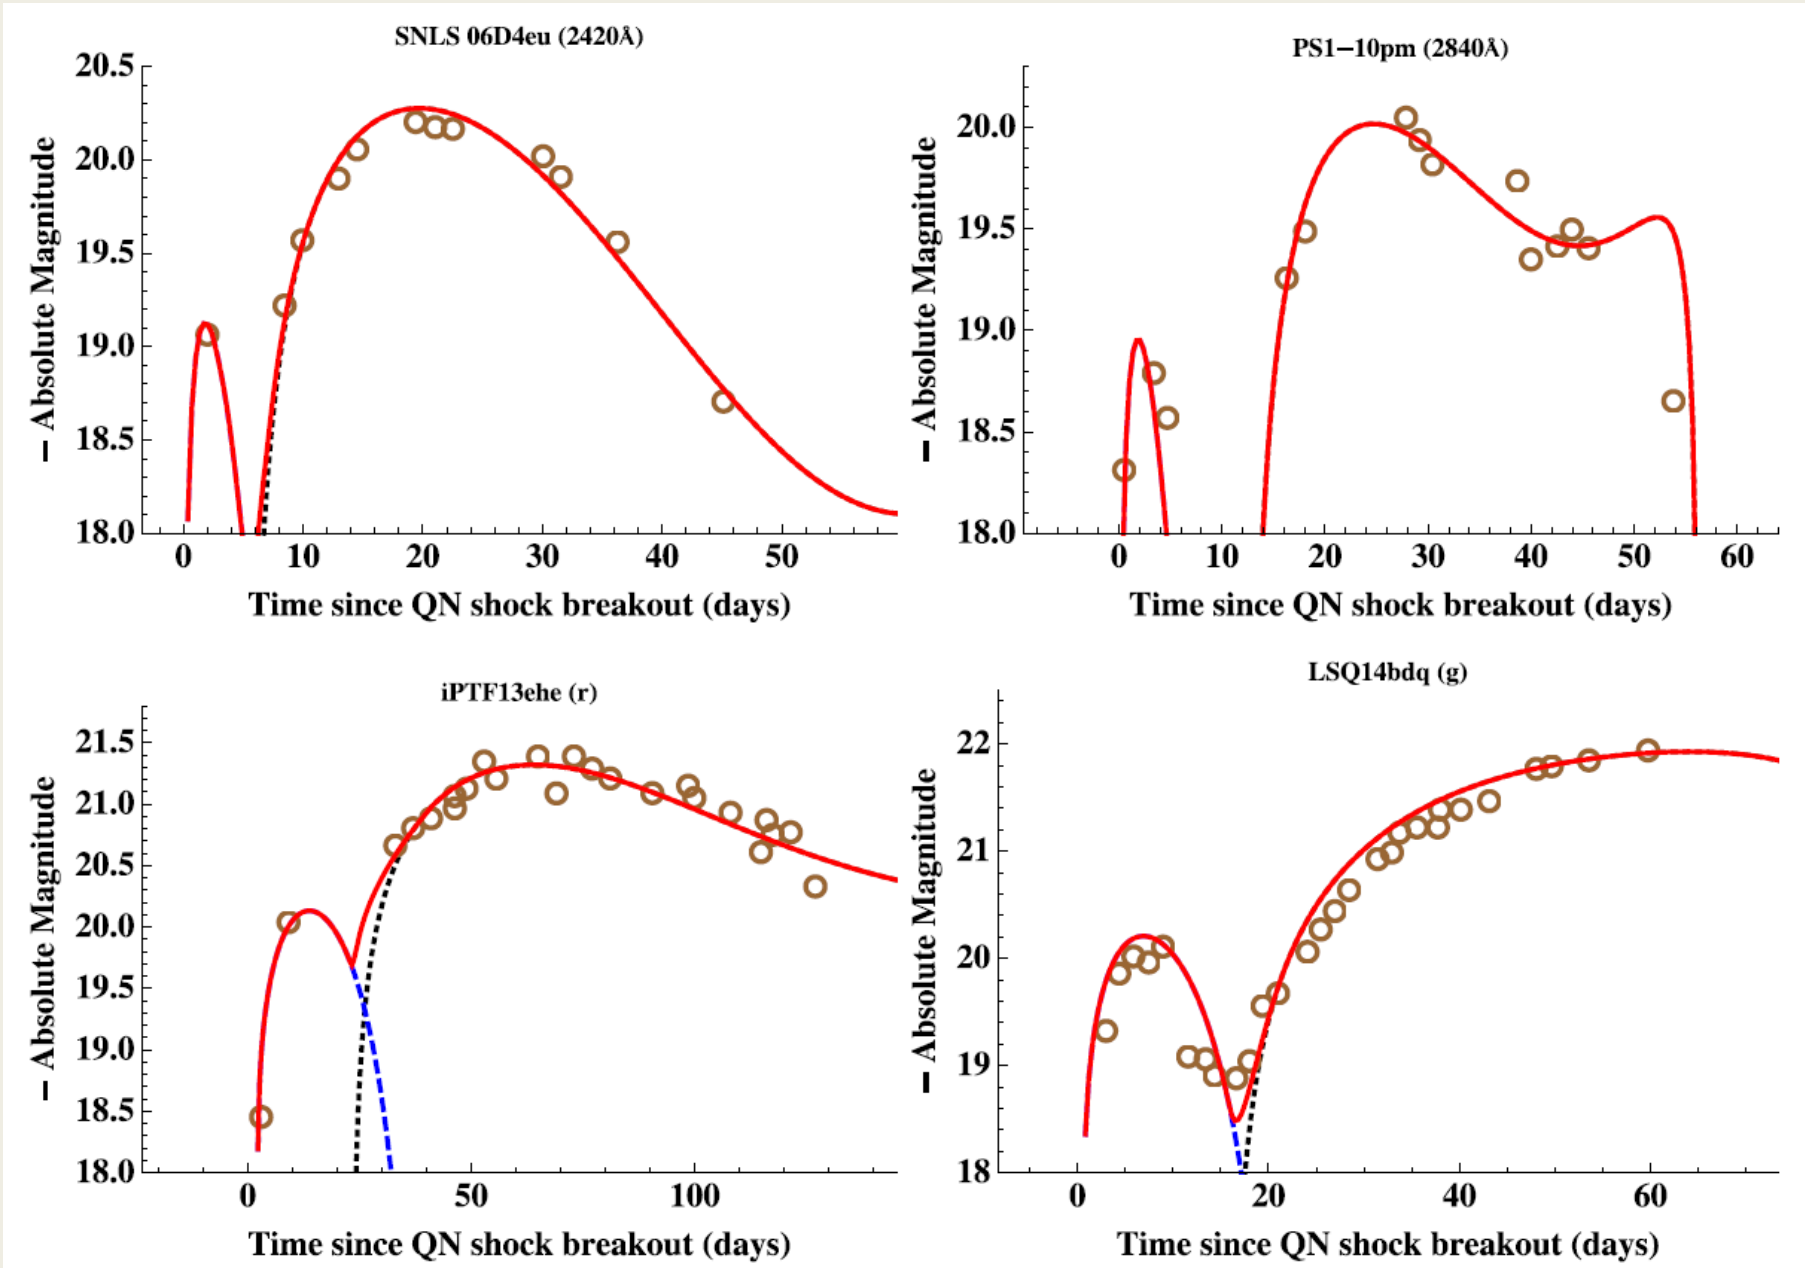 SNLS 06D4eu (2420Å)
20.5
20.0
19.5
19.0
18.5
18.0
− Absolute Magnitude
0 10 20 30 40 50
Time since QN shock breakout (days)
PS1−10pm (2840Å)
20.0
19.5
19.0
18.5
18.0
− Absolute Magnitude
0 10 20 30 40 50 60
Time since QN shock breakout (days)
iPTF13ehe (r)
21.5
21.0
20.5
20.0
19.5
19.0
18.5
18.0
− Absolute Magnitude
0 50 100
Time since QN shock breakout (days)
LSQ14bdq (g)
22
21
20
19
18
− Absolute Magnitude
0 20 40 60
Time since QN shock breakout (days)